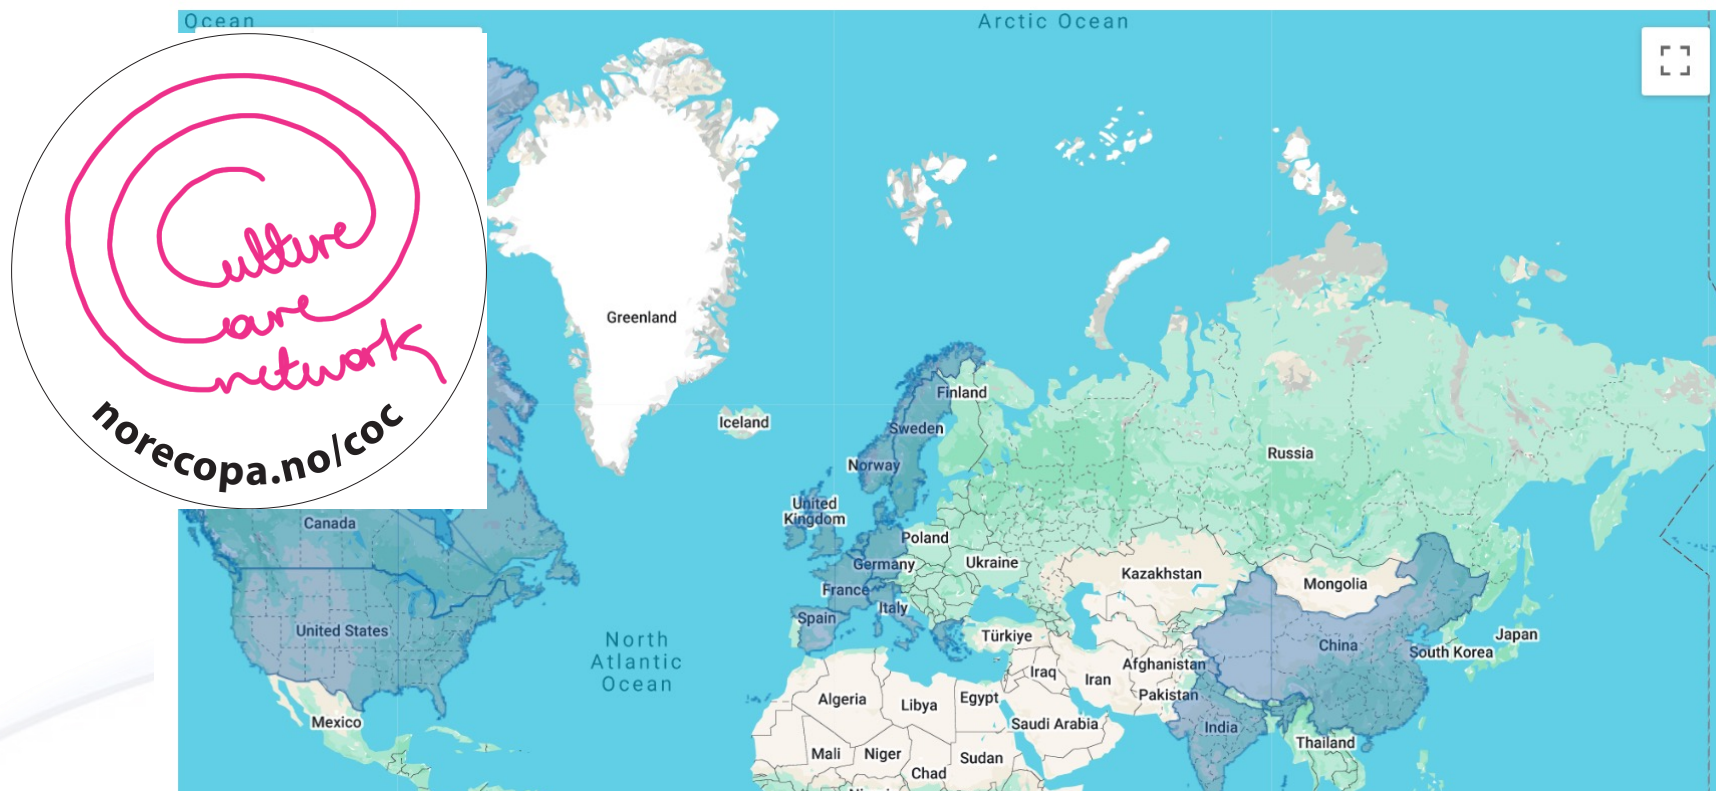 Ocean
Arctic Ocean
Culture
Care
network
norecopa.no/coc
Greenland
Finland
Iceland
Sweden
Russia
Norway
United
Kingdom
Canada
Poland
Ukraine
Germany
Kazakhstan
Mongolia
France
Italy
Spain
United States
North
Atlantic
Ocean
Türkiye
Japan
China
South Korea
Afghanistan
Iraq
Iran
Pakistan
Algeria
Libya
Egypt
Saudi Arabia
Mexico
India
Thailand
Mali
Niger
Sudan
Chad